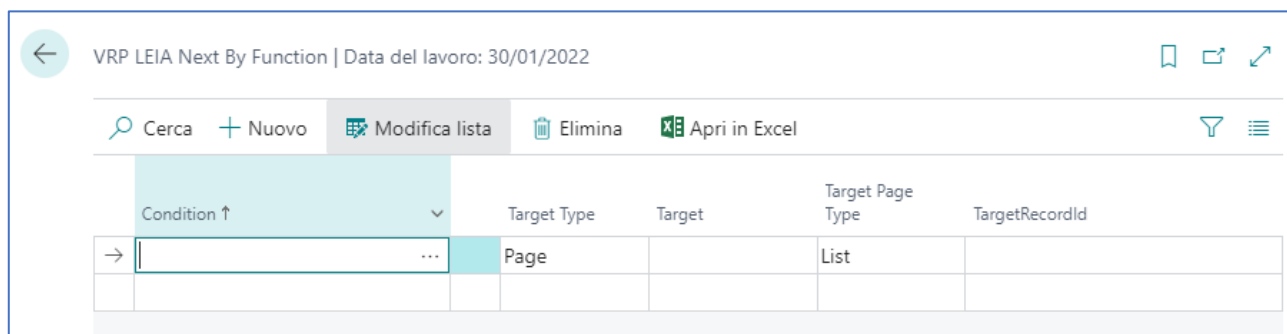 VRP LEIA Next By Function | Data del lavoro: 30/01/2022
Cerca Nuovo Modifica lista Elimina Apri in Excel
Condition ↑ Target Type Target Target Page Type TargetRecordId
Page List